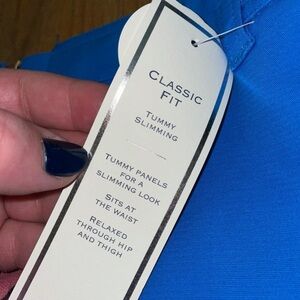 CLASSIC
FIT
TUMMY
SLIMMING
TUMMY PANELS
FOR A
SLIMMING LOOK
SITS AT
THE WAIST
RELAXED
THROUGH HIP
AND THIGH